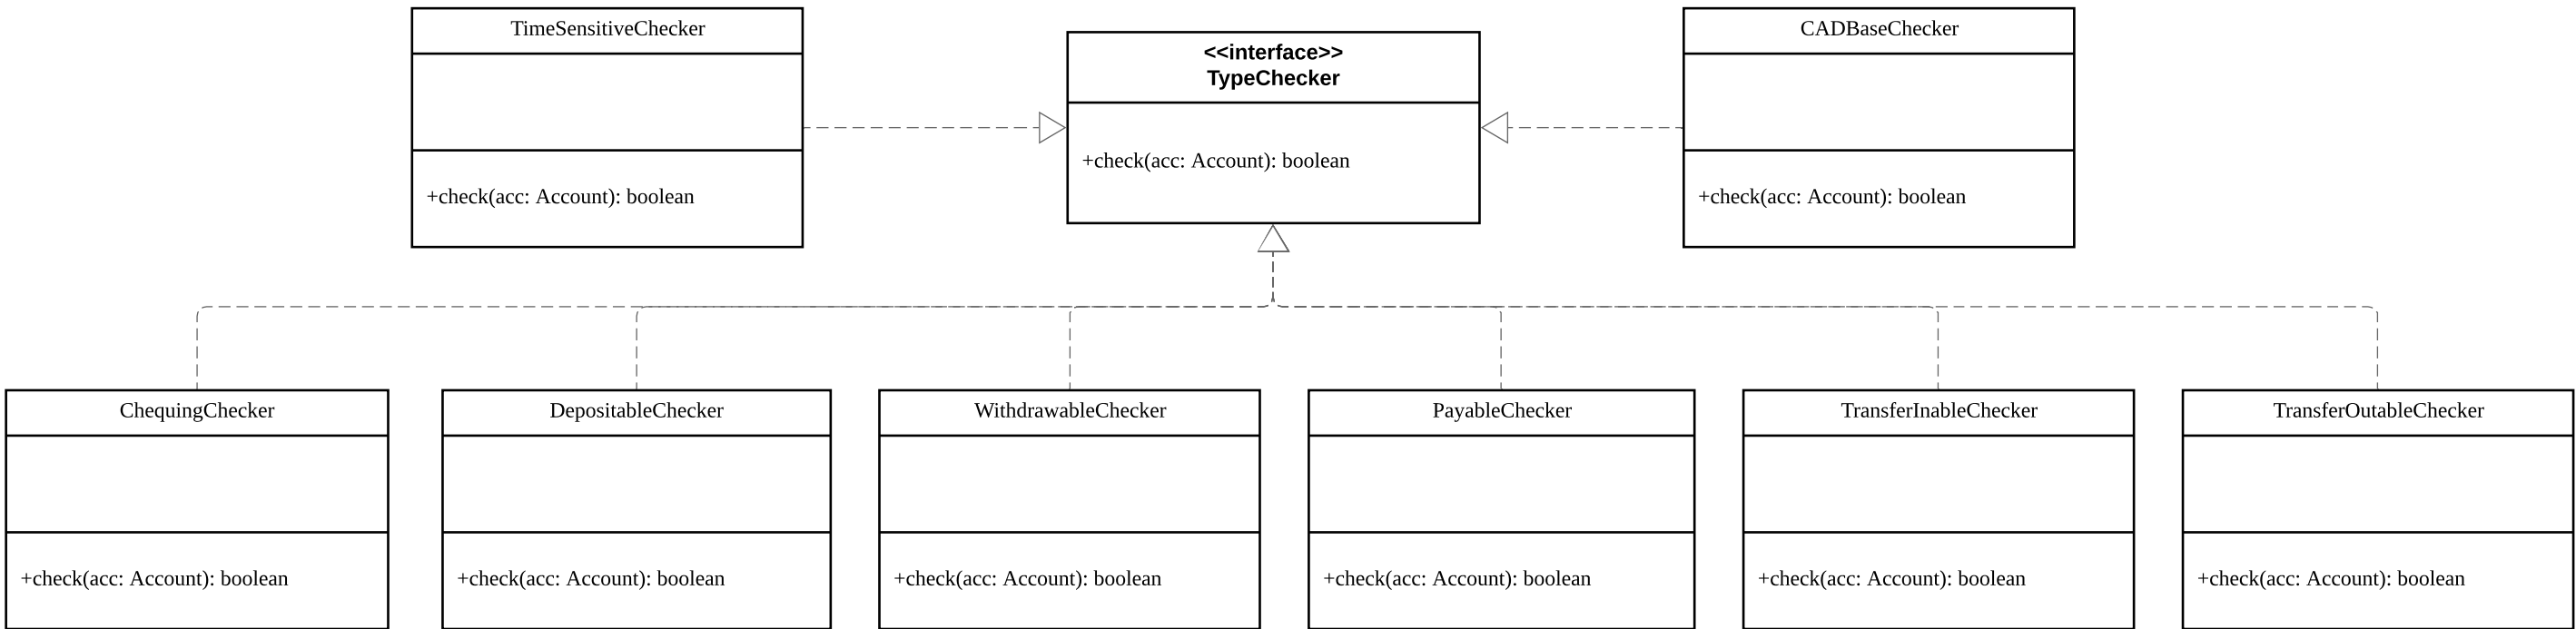 TimeSensitiveChecker
+check(acc: Account): boolean
<<interface>>
TypeChecker
+check(acc: Account): boolean
CADBaseChecker
+check(acc: Account): boolean
ChequingChecker
+check(acc: Account): boolean
DepositableChecker
+check(acc: Account): boolean
WithdrawableChecker
+check(acc: Account): boolean
PayableChecker
+check(acc: Account): boolean
TransferInableChecker
+check(acc: Account): boolean
TransferOutableChecker
+check(acc: Account): boolean